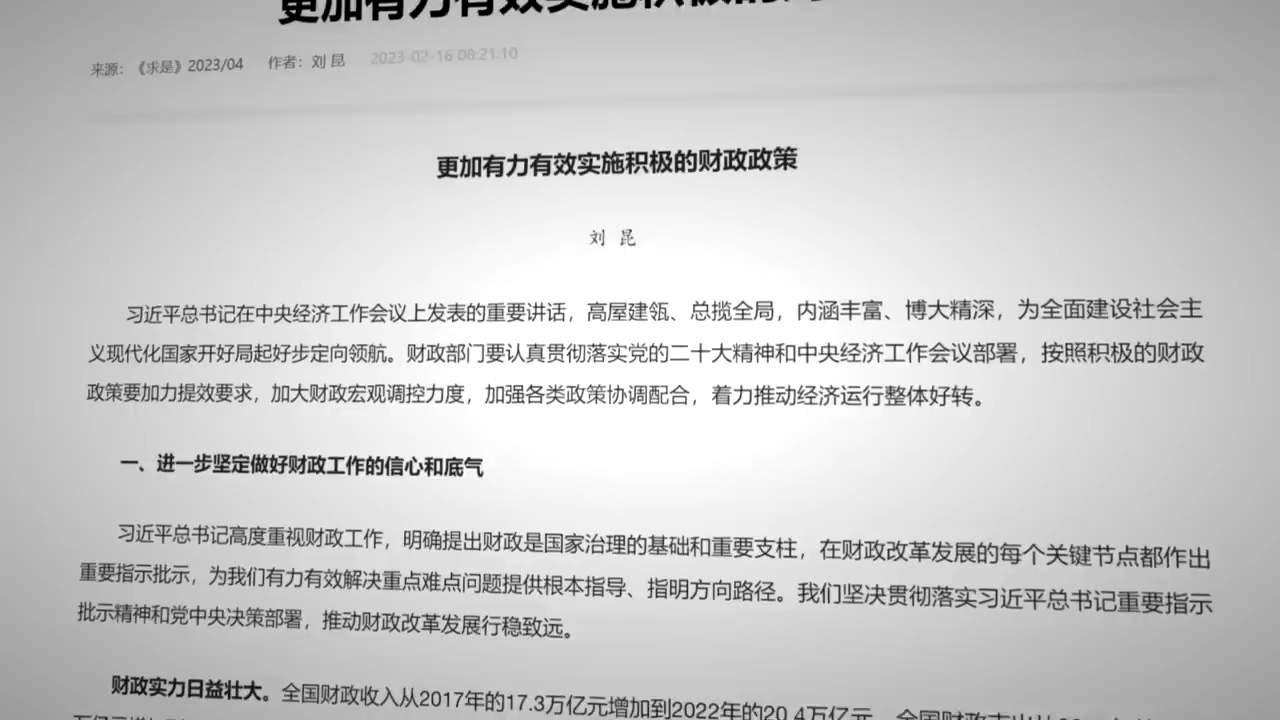 更加有力有效实施积极的
来源：《求是》2023/04 作者：刘 昆 2023-02-16 08:21:10
更加有力有效实施积极的财政政策
刘 昆
习近平总书记在中央经济工作会议上发表的重要讲话，高屋建瓴、总揽全局，内涵丰富、博大精深，为全面建设社会主
义现代化国家开好局起好步定向领航。财政部门要认真贯彻落实党的二十大精神和中央经济工作会议部署，按照积极的财政
政策要加力提效要求，加大财政宏观调控力度，加强各类政策协调配合，着力推动经济运行整体好转。
一、进一步坚定做好财政工作的信心和底气
习近平总书记高度重视财政工作，明确提出财政是国家治理的基础和重要支柱，在财政改革发展的每个关键节点都作出
重要指示批示，为我们有力有效解决重点难点问题提供根本指导、指明方向路径。我们坚决贯彻落实习近平总书记重要指示
批示精神和党中央决策部署，推动财政改革发展行稳致远。
财政实力日益壮大。全国财政收入从2017年的17.3万亿元增加到2022年的20.4万亿元，全国财政支出从